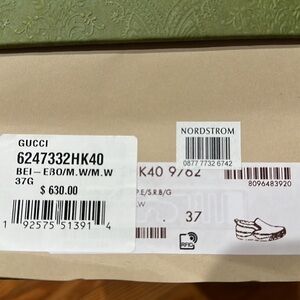 GUCCI
6247332HK40
BEI-EBO/M.W/M.W
37G
$ 630.00
1 92575 51391 4
NORDSTROM
0877 7732 6742
HK40 9762
8096483920
P.E/S.R.B/G
.W
37
RFID